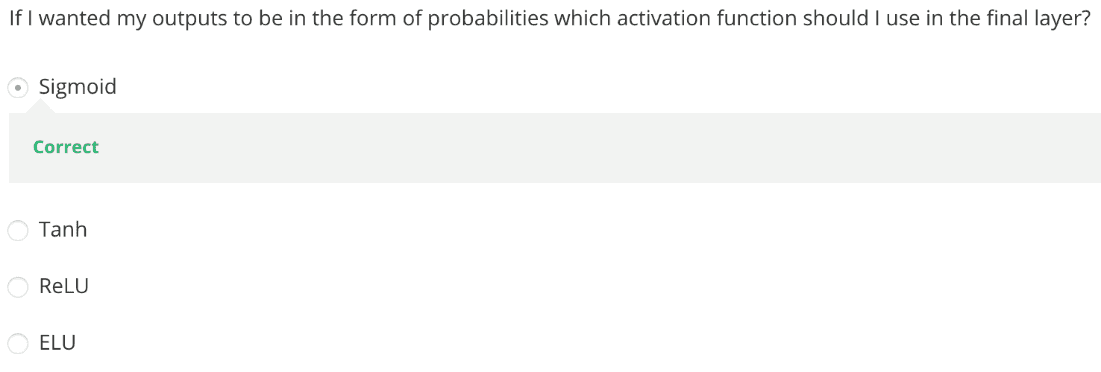 If I wanted my outputs to be in the form of probabilities which activation function should I use in the final layer?
Sigmoid
Correct
Tanh
ReLU
ELU